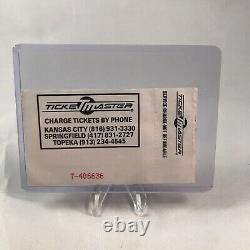 TICKETMASTER
CHARGE TICKETS BY PHONE
KANSAS CITY (816) 931-3330
SPRINGFIELD (417) 831-2727
TOPEKA (913) 234-4545
T-406636
TICKETMASTER